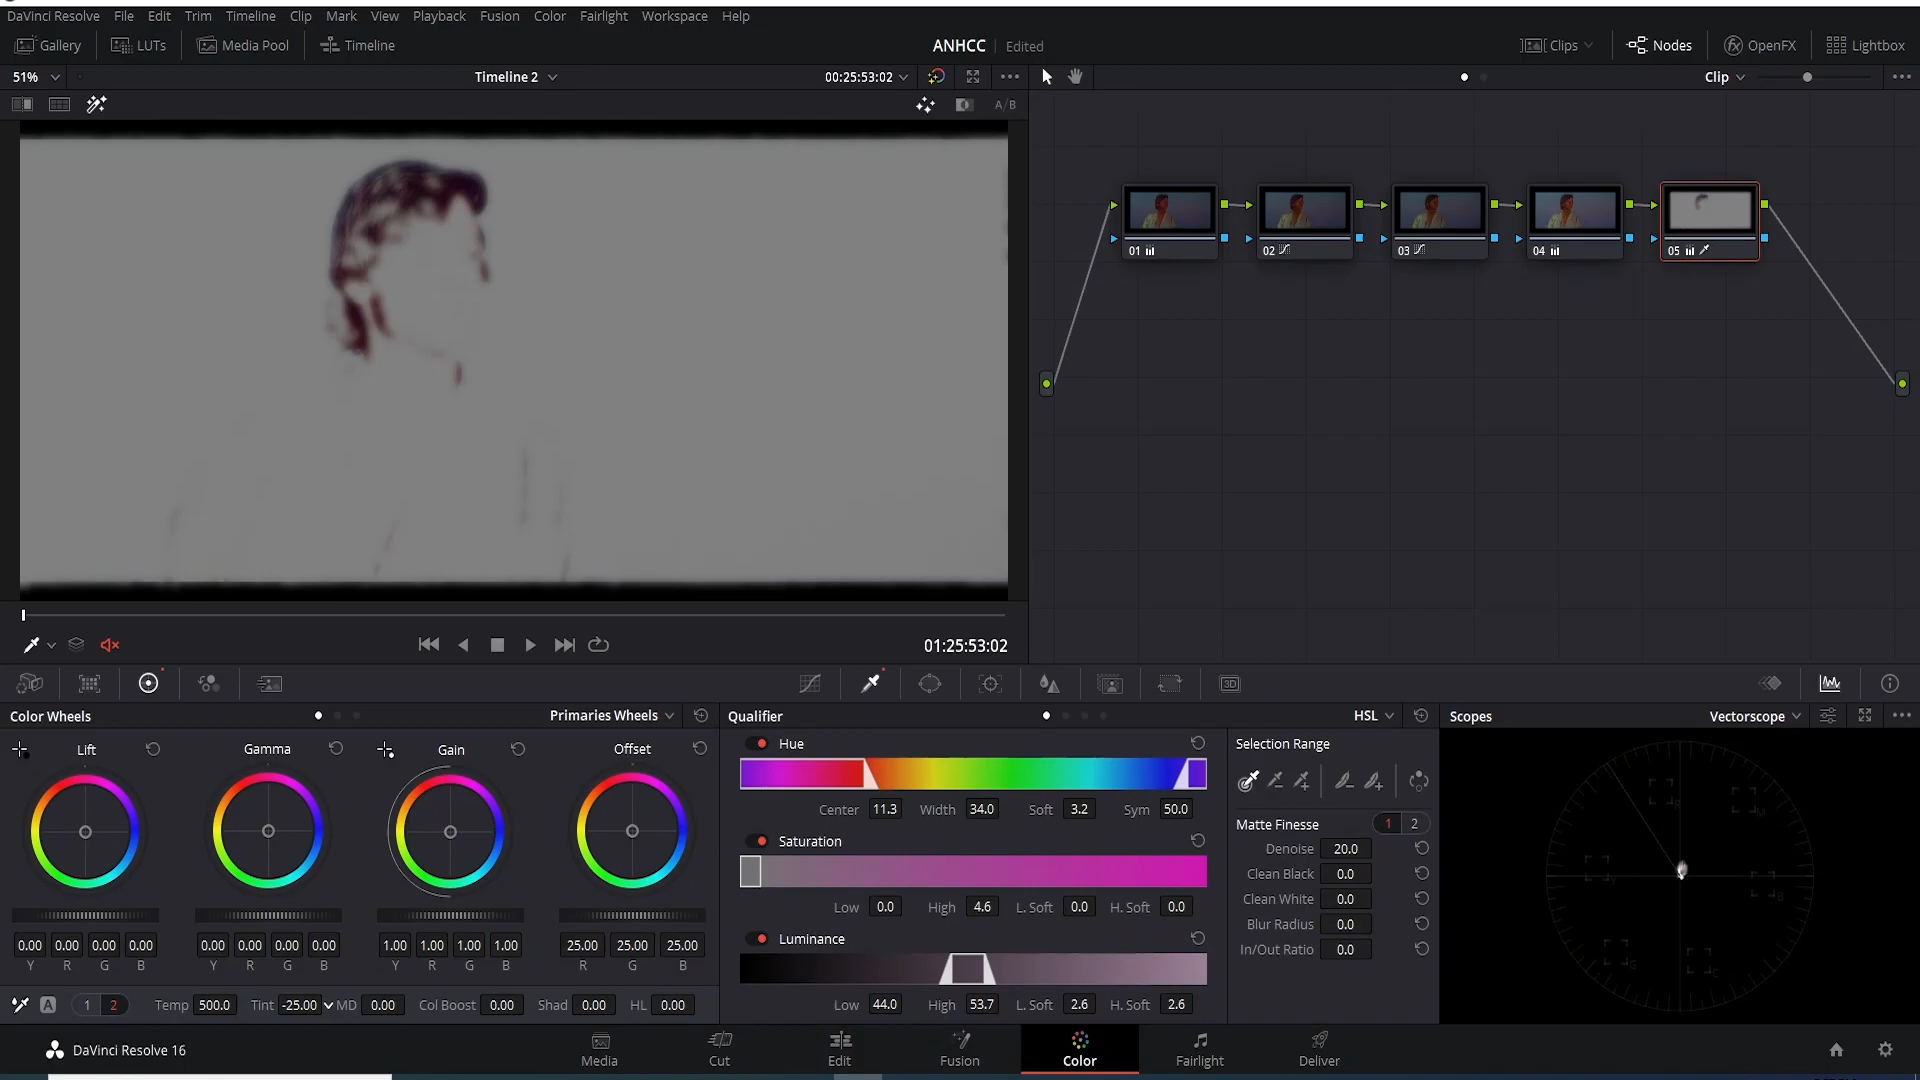 DaVinci Resolve File Edit Trim Timeline Clip Mark View Playback Fusion Color Fairlight Workspace Help
Gallery LUTs Media Pool Timeline ANHCC Edited Clips Nodes OpenFX Lightbox
51% Timeline 2 00:25:53:02 Clip
A/B
01 02 03 04 05
01:25:53:02
3D
Color Wheels Primaries Wheels Qualifier HSL Scopes Vectorscope
Lift Gamma Gain Offset
Hue
Center 11.3 Width 34.0 Soft 3.2 Sym 50.0
Saturation
Low 0.0 High 4.6 L. Soft 0.0 H. Soft 0.0
Luminance
Low 44.0 High 53.7 L. Soft 2.6 H. Soft 2.6
Selection Range
Matte Finesse 1 2
Denoise 20.0
Clean Black 0.0
Clean White 0.0
Blur Radius 0.0
In/Out Ratio 0.0
0.00 0.00 0.00 0.00 0.00 0.00 0.00 0.00 1.00 1.00 1.00 1.00 25.00 25.00 25.00
Y R G B Y R G B Y R G B R G B
A 1 2 Temp 500.0 Tint -25.00 MD 0.00 Col Boost 0.00 Shad 0.00 HL 0.00
DaVinci Resolve 16
Media Cut Edit Fusion Color Fairlight Deliver